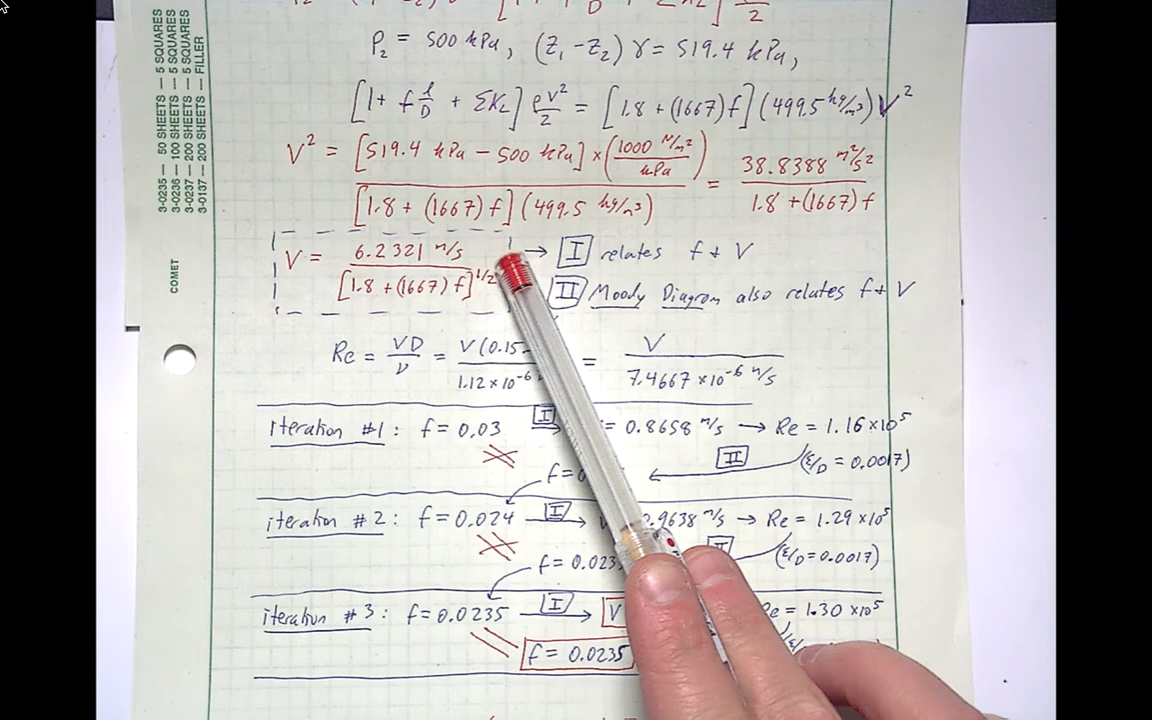 3-0235 — 50 SHEETS — 5 SQUARES
3-0236 — 100 SHEETS — 5 SQUARES
3-0237 — 200 SHEETS — 5 SQUARES
3-0137 — 200 SHEETS — FILLER
COMET
P₂ = 500 kPa, (Z₁ - Z₂) γ = 519.4 kPa,
[1 + f l/D + ΣK_L] ρV²/2 = [1.8 + (1667) f] (499.5 kg/m³) V²
V² = [519.4 kPa - 500 kPa] × (1000 N/m² / kPa) / [1.8 + (1667) f] (499.5 kg/m³) = 38.8388 m²/s² / 1.8 + (1667) f
V = 6.2321 m/s / [1.8 + (1667) f]^1/2 → I relates f + V
II Moody Diagram also relates f + V
Re = VD/ν = V (0.15 / 1.12 × 10⁻⁶ = V / 7.4667 × 10⁻⁶ m/s
iteration #1: f = 0.03 I = 0.8658 m/s → Re = 1.16 × 10⁵
f = 0. II (ε/D = 0.0017)
iteration #2: f = 0.024 I → 0.9638 m/s → Re = 1.29 × 10⁵
f = 0.023 (ε/D = 0.0017)
iteration #3: f = 0.0235 I → V Re = 1.30 × 10⁵
f = 0.0235